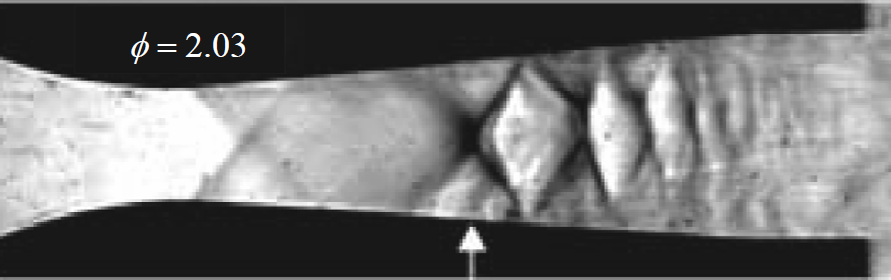 ϕ = 2.03